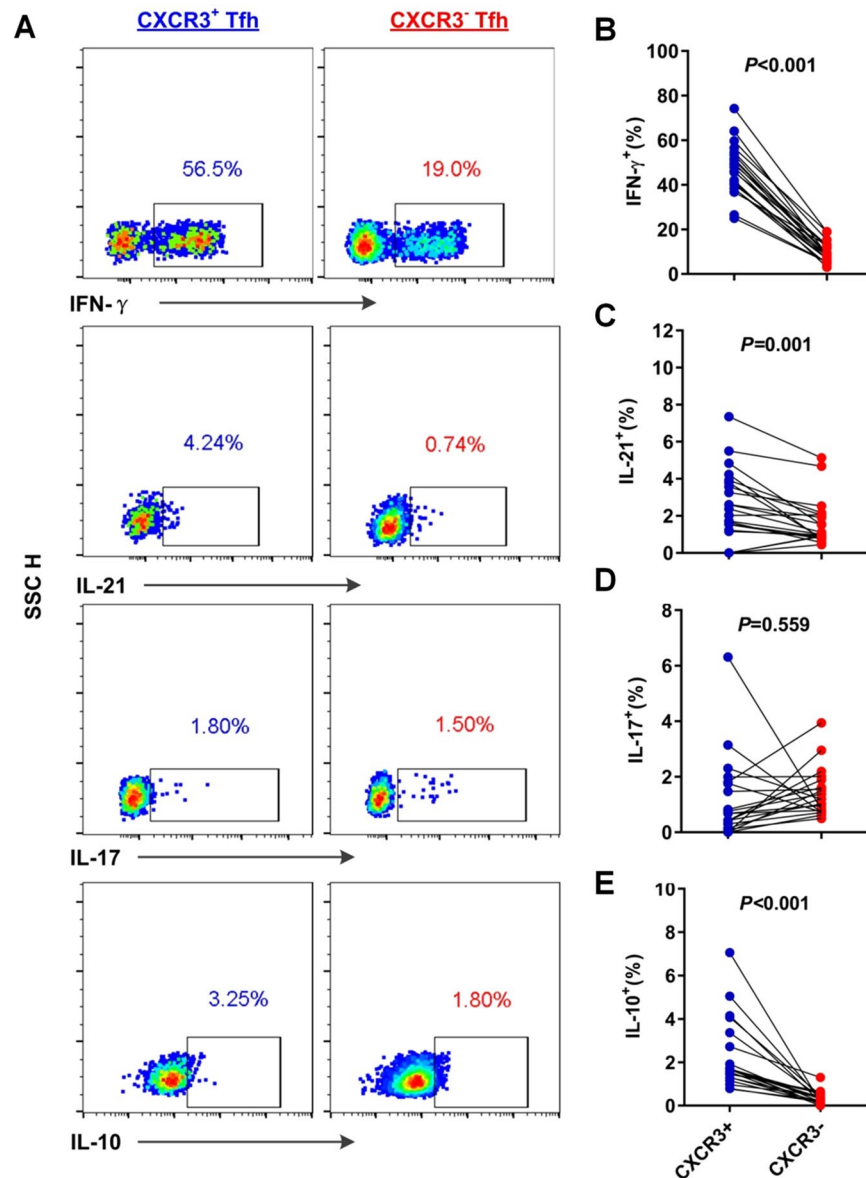 A
CXCR3⁺ Tfh
CXCR3⁻ Tfh
56.5%
19.0%
IFN- γ
4.24%
0.74%
IL-21
SSC H
1.80%
1.50%
IL-17
3.25%
1.80%
IL-10
B
P<0.001
IFN-γ⁺(%)
100
80
60
40
20
0
C
P=0.001
IL-21⁺(%)
12
10
8
6
4
2
0
D
P=0.559
IL-17⁺(%)
8
6
4
2
0
E
P<0.001
IL-10⁺(%)
10
8
6
4
2
0
CXCR3+
CXCR3-